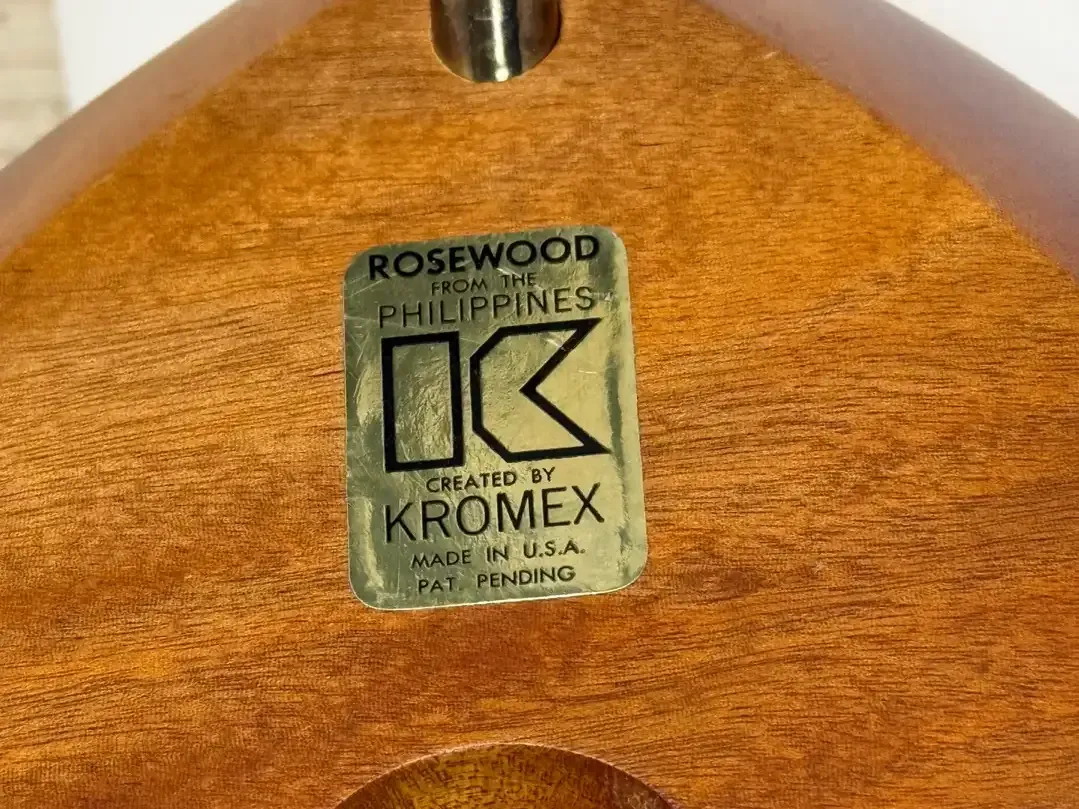 ROSEWOOD
FROM THE
PHILIPPINES
K
CREATED BY
KROMEX
MADE IN U.S.A.
PAT. PENDING